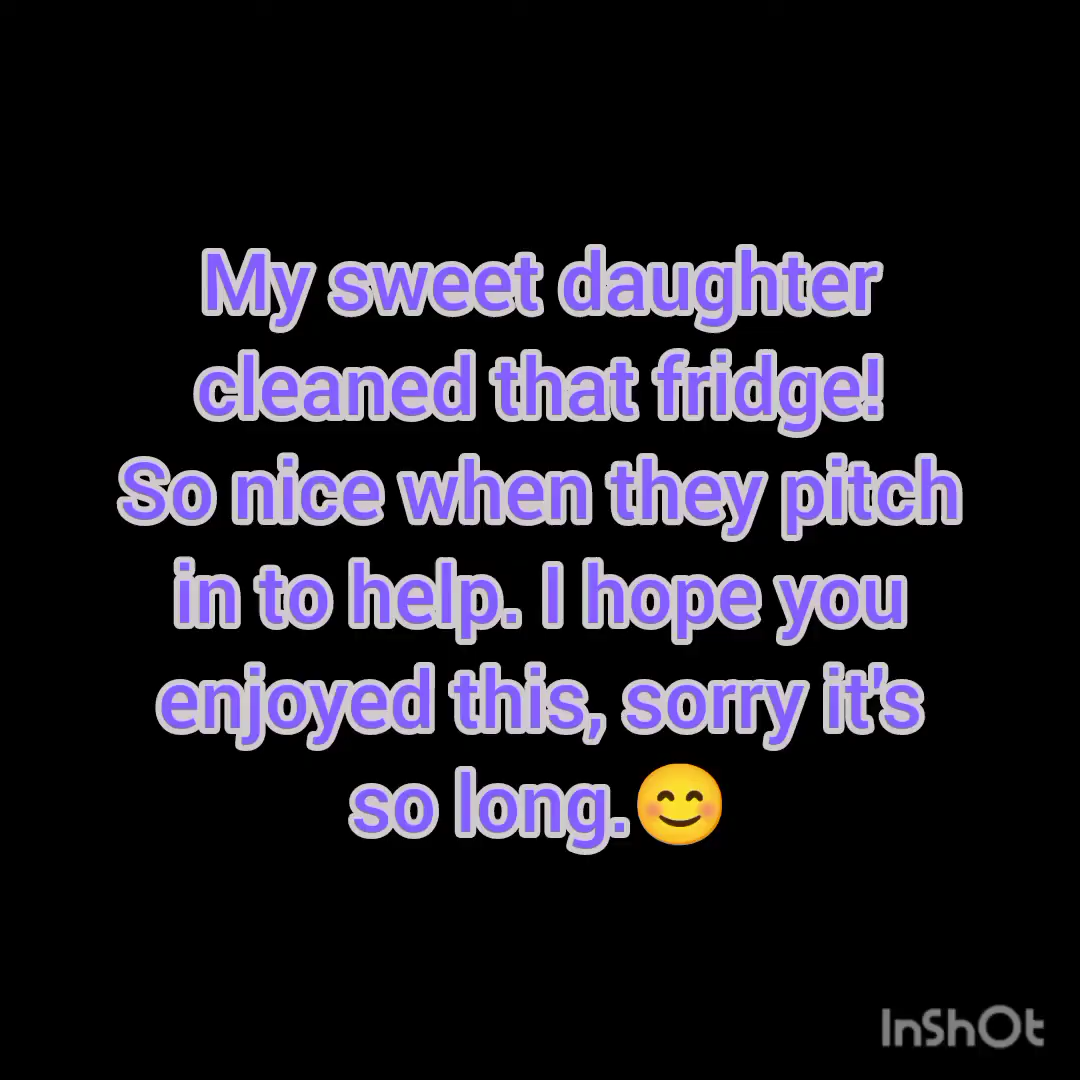 My sweet daughter
cleaned that fridge!
So nice when they pitch
in to help. I hope you
enjoyed this, sorry it's
so long.😊
InShOt